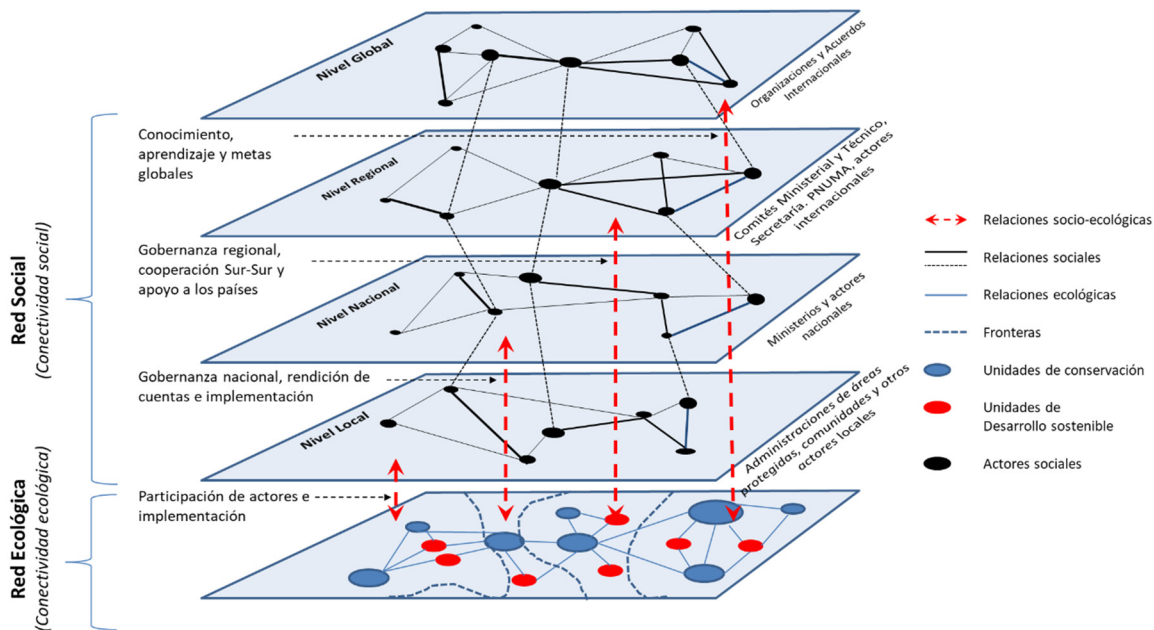 Nivel Global
Organizaciones y Acuerdos
Internacionales
Conocimiento,
aprendizaje y metas
globales
Nivel Regional
Comités Ministerial y Técnico,
Secretaría. PNUMA, actores
internacionales
Gobernanza regional,
cooperación Sur-Sur y
apoyo a los países
Nivel Nacional
Ministerios y actores
nacionales
Gobernanza nacional, rendición de
cuentas e implementación
Nivel Local
Administraciones de áreas
protegidas, comunidades y otros
actores locales
Participación de actores e
implementación
Red Social
(Conectividad social)
Red Ecológica
(Conectividad ecológica)
Relaciones socio-ecológicas
Relaciones sociales
Relaciones ecológicas
Fronteras
Unidades de conservación
Unidades de
Desarrollo sostenible
Actores sociales